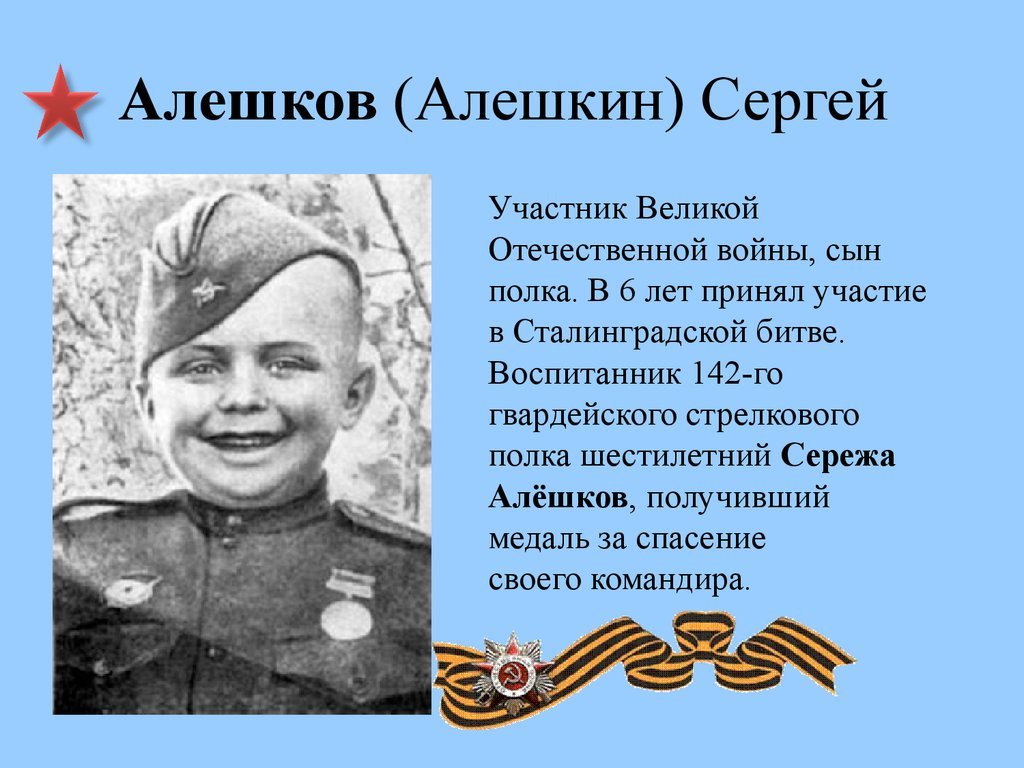 Алешков (Алешкин) Сергей
Участник Великой
Отечественной войны, сын
полка. В 6 лет принял участие
в Сталинградской битве.
Воспитанник 142-го
гвардейского стрелкового
полка шестилетний Сережа
Алёшков, получивший
медаль за спасение
своего командира.